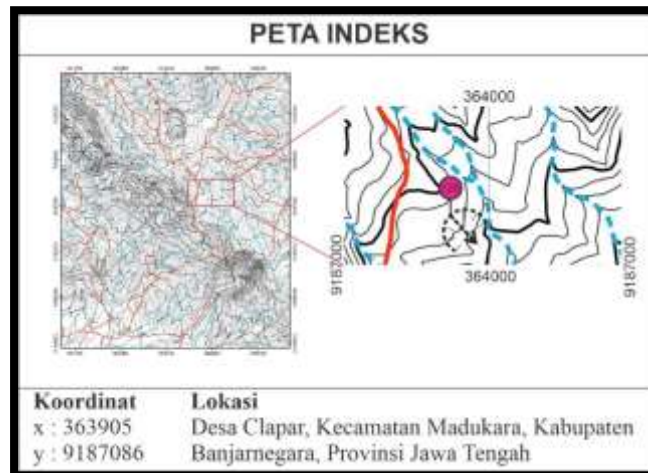 PETA INDEKS
364000
9187000
9187000
364000
Koordinat
Lokasi
x : 363905
Desa Clapar, Kecamatan Madukara, Kabupaten
y : 9187086
Banjarnegara, Provinsi Jawa Tengah